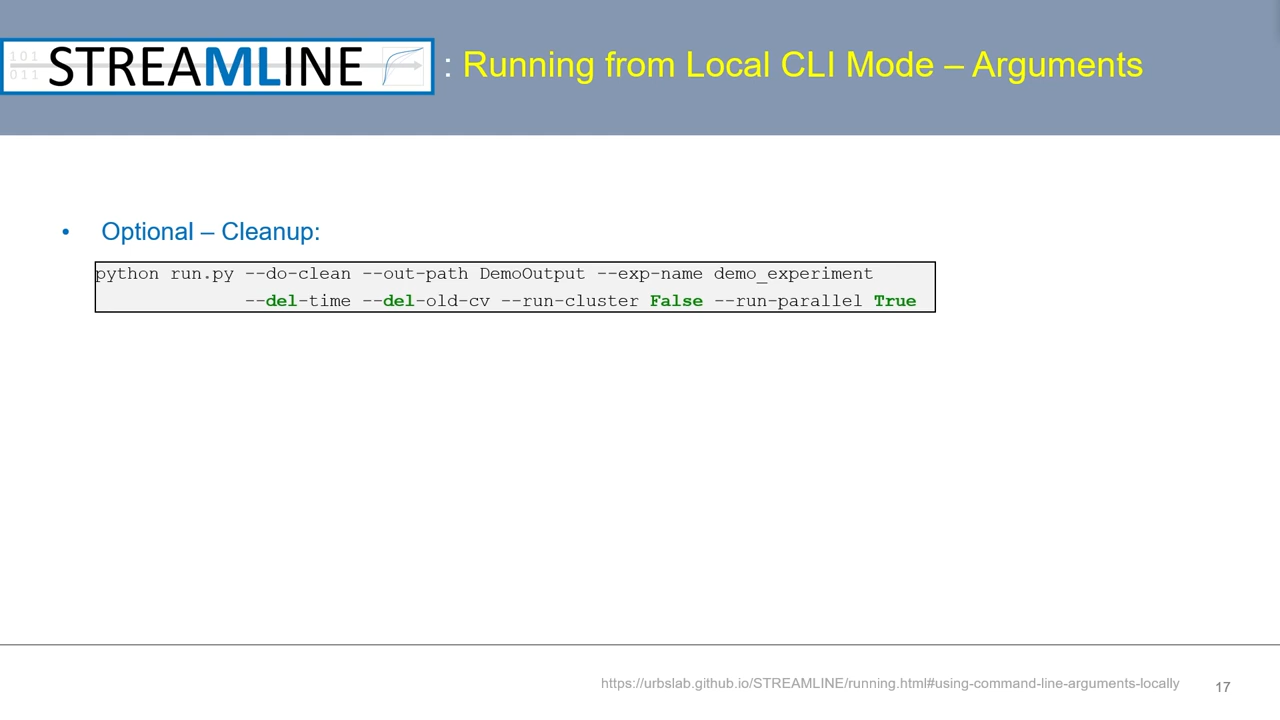 101
011
STREAMLINE
: Running from Local CLI Mode – Arguments
• Optional – Cleanup:
python run.py --do-clean --out-path DemoOutput --exp-name demo_experiment
--del-time --del-old-cv --run-cluster False --run-parallel True
https://urbslab.github.io/STREAMLINE/running.html#using-command-line-arguments-locally
17